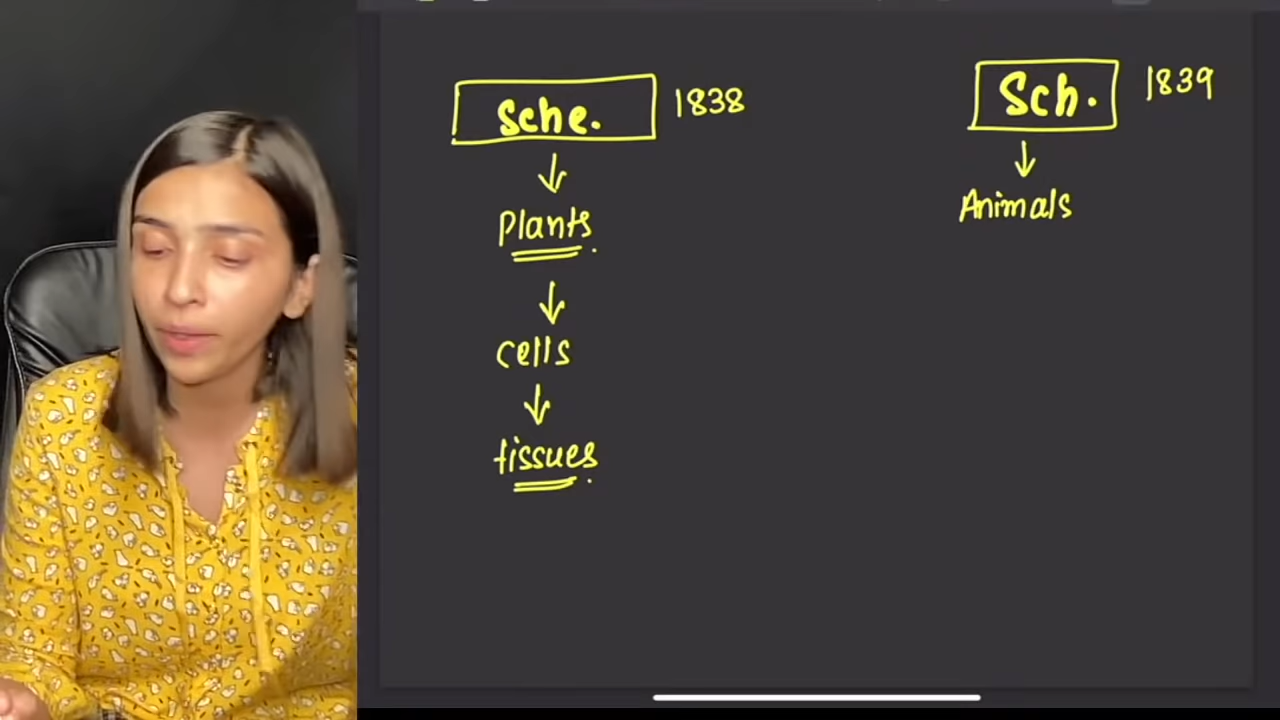 Sche. 1838
Plants
cells
tissues
Sch. 1839
Animals